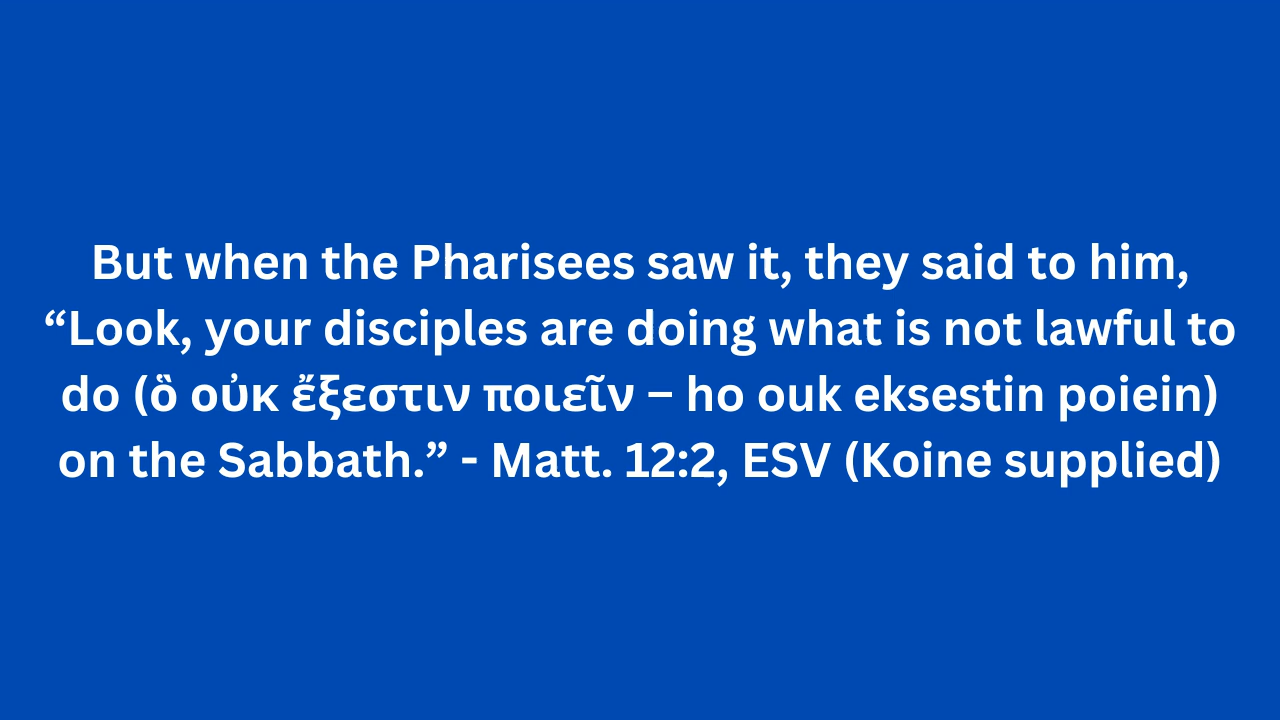 But when the Pharisees saw it, they said to him,
“Look, your disciples are doing what is not lawful to
do (ὃ οὐκ ἔξεστιν ποιεῖν – ho ouk eksestin poiein)
on the Sabbath.” - Matt. 12:2, ESV (Koine supplied)